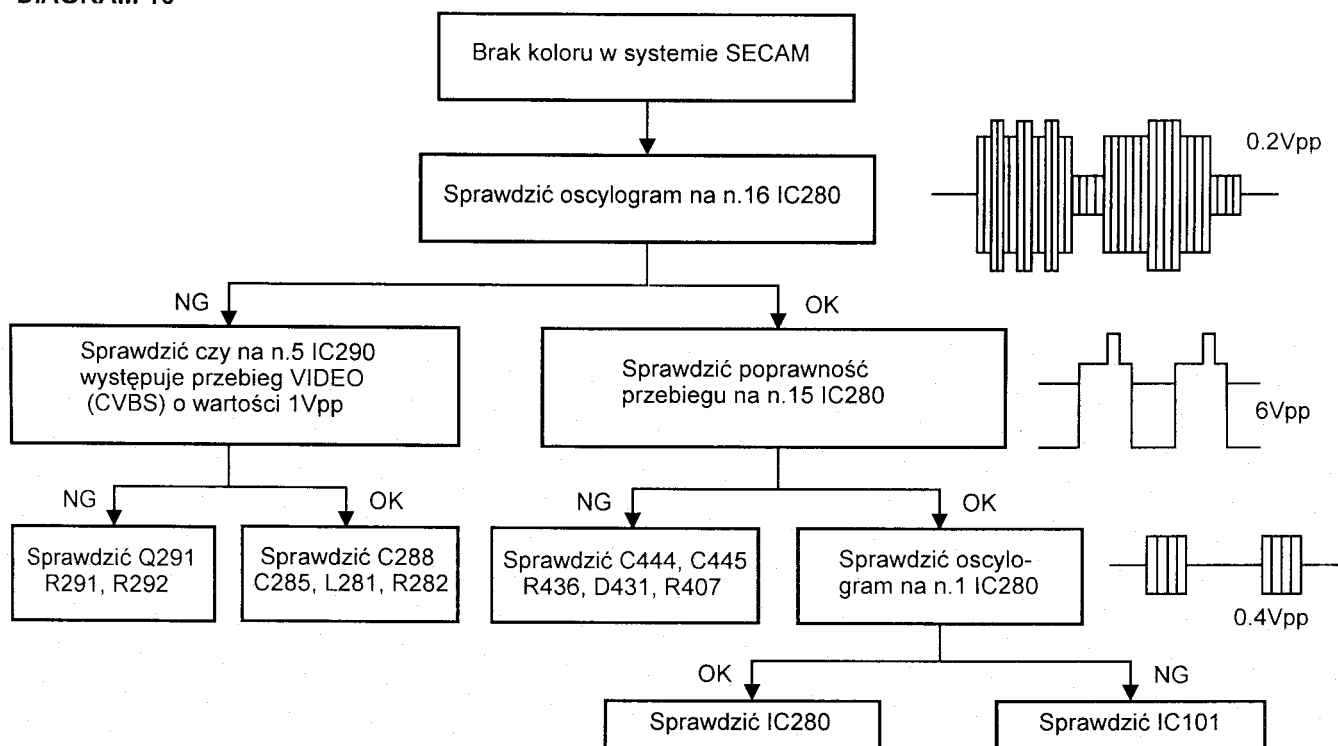 Brak koloru w systemie SECAM
Sprawdzić oscylogram na n.16 IC280
0.2Vpp
NG
OK
Sprawdzić czy na n.5 IC290
występuje przebieg VIDEO
(CVBS) o wartości 1Vpp
Sprawdzić poprawność
przebiegu na n.15 IC280
6Vpp
NG
OK
NG
OK
Sprawdzić Q291
R291, R292
Sprawdzić C288
C285, L281, R282
Sprawdzić C444, C445
R436, D431, R407
Sprawdzić oscylo-
gram na n.1 IC280
0.4Vpp
OK
NG
Sprawdzić IC280
Sprawdzić IC101